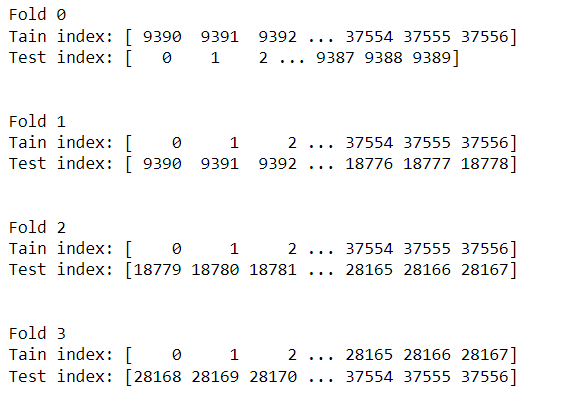 Fold 0
Tain index: [ 9390  9391  9392 ... 37554 37555 37556]
Test index: [   0    1    2 ... 9387 9388 9389]
Fold 1
Tain index: [    0     1     2 ... 37554 37555 37556]
Test index: [ 9390  9391  9392 ... 18776 18777 18778]
Fold 2
Tain index: [    0     1     2 ... 37554 37555 37556]
Test index: [18779 18780 18781 ... 28165 28166 28167]
Fold 3
Tain index: [    0     1     2 ... 28165 28166 28167]
Test index: [28168 28169 28170 ... 37554 37555 37556]